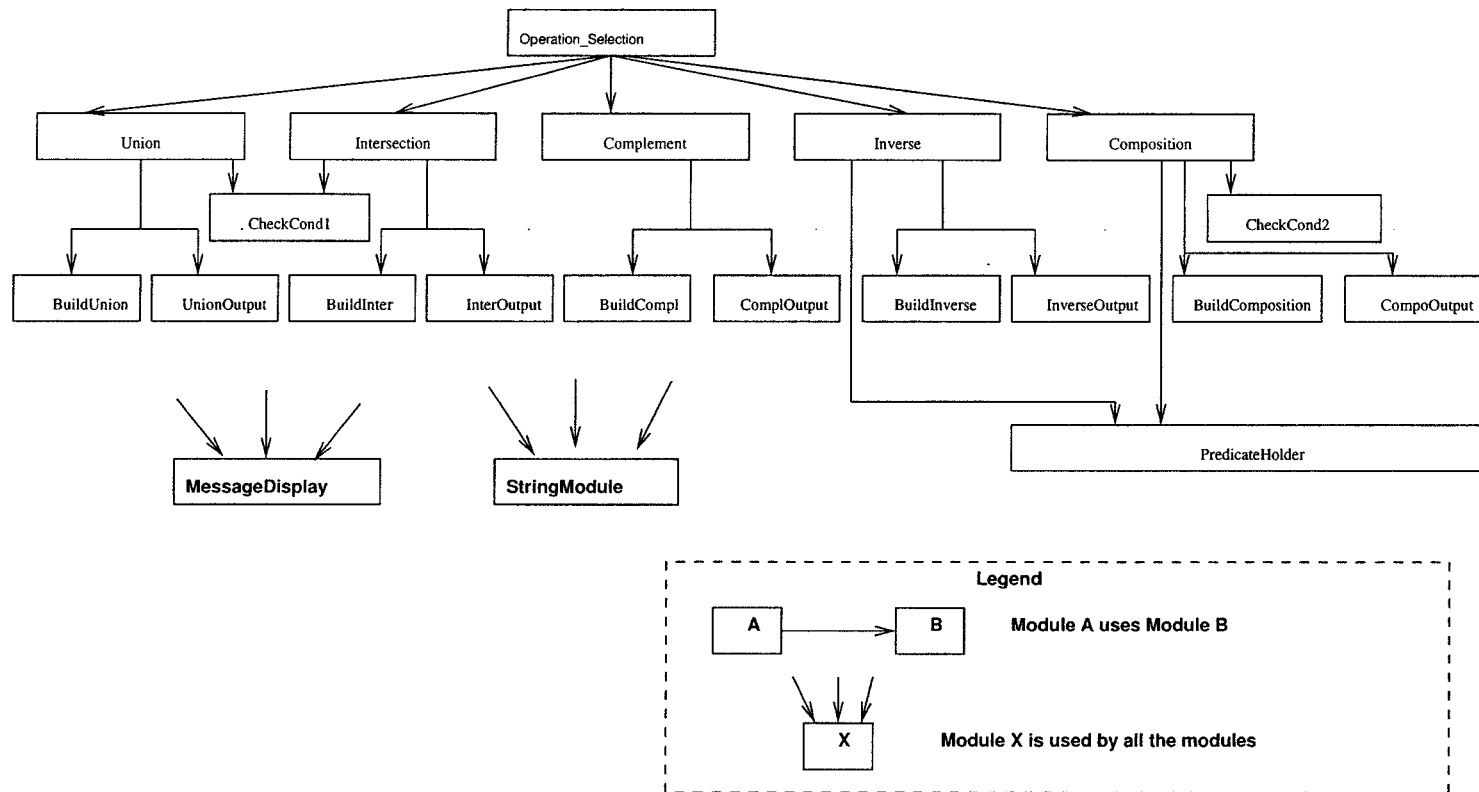 Operation_Selection
Union
Intersection
Complement
Inverse
Composition
CheckCond1
CheckCond2
BuildUnion
UnionOutput
BuildInter
InterOutput
BuildCompl
ComplOutput
BuildInverse
InverseOutput
BuildComposition
CompoOutput
PredicateHolder
MessageDisplay
StringModule
Legend
A
B
Module A uses Module B
X
Module X is used by all the modules